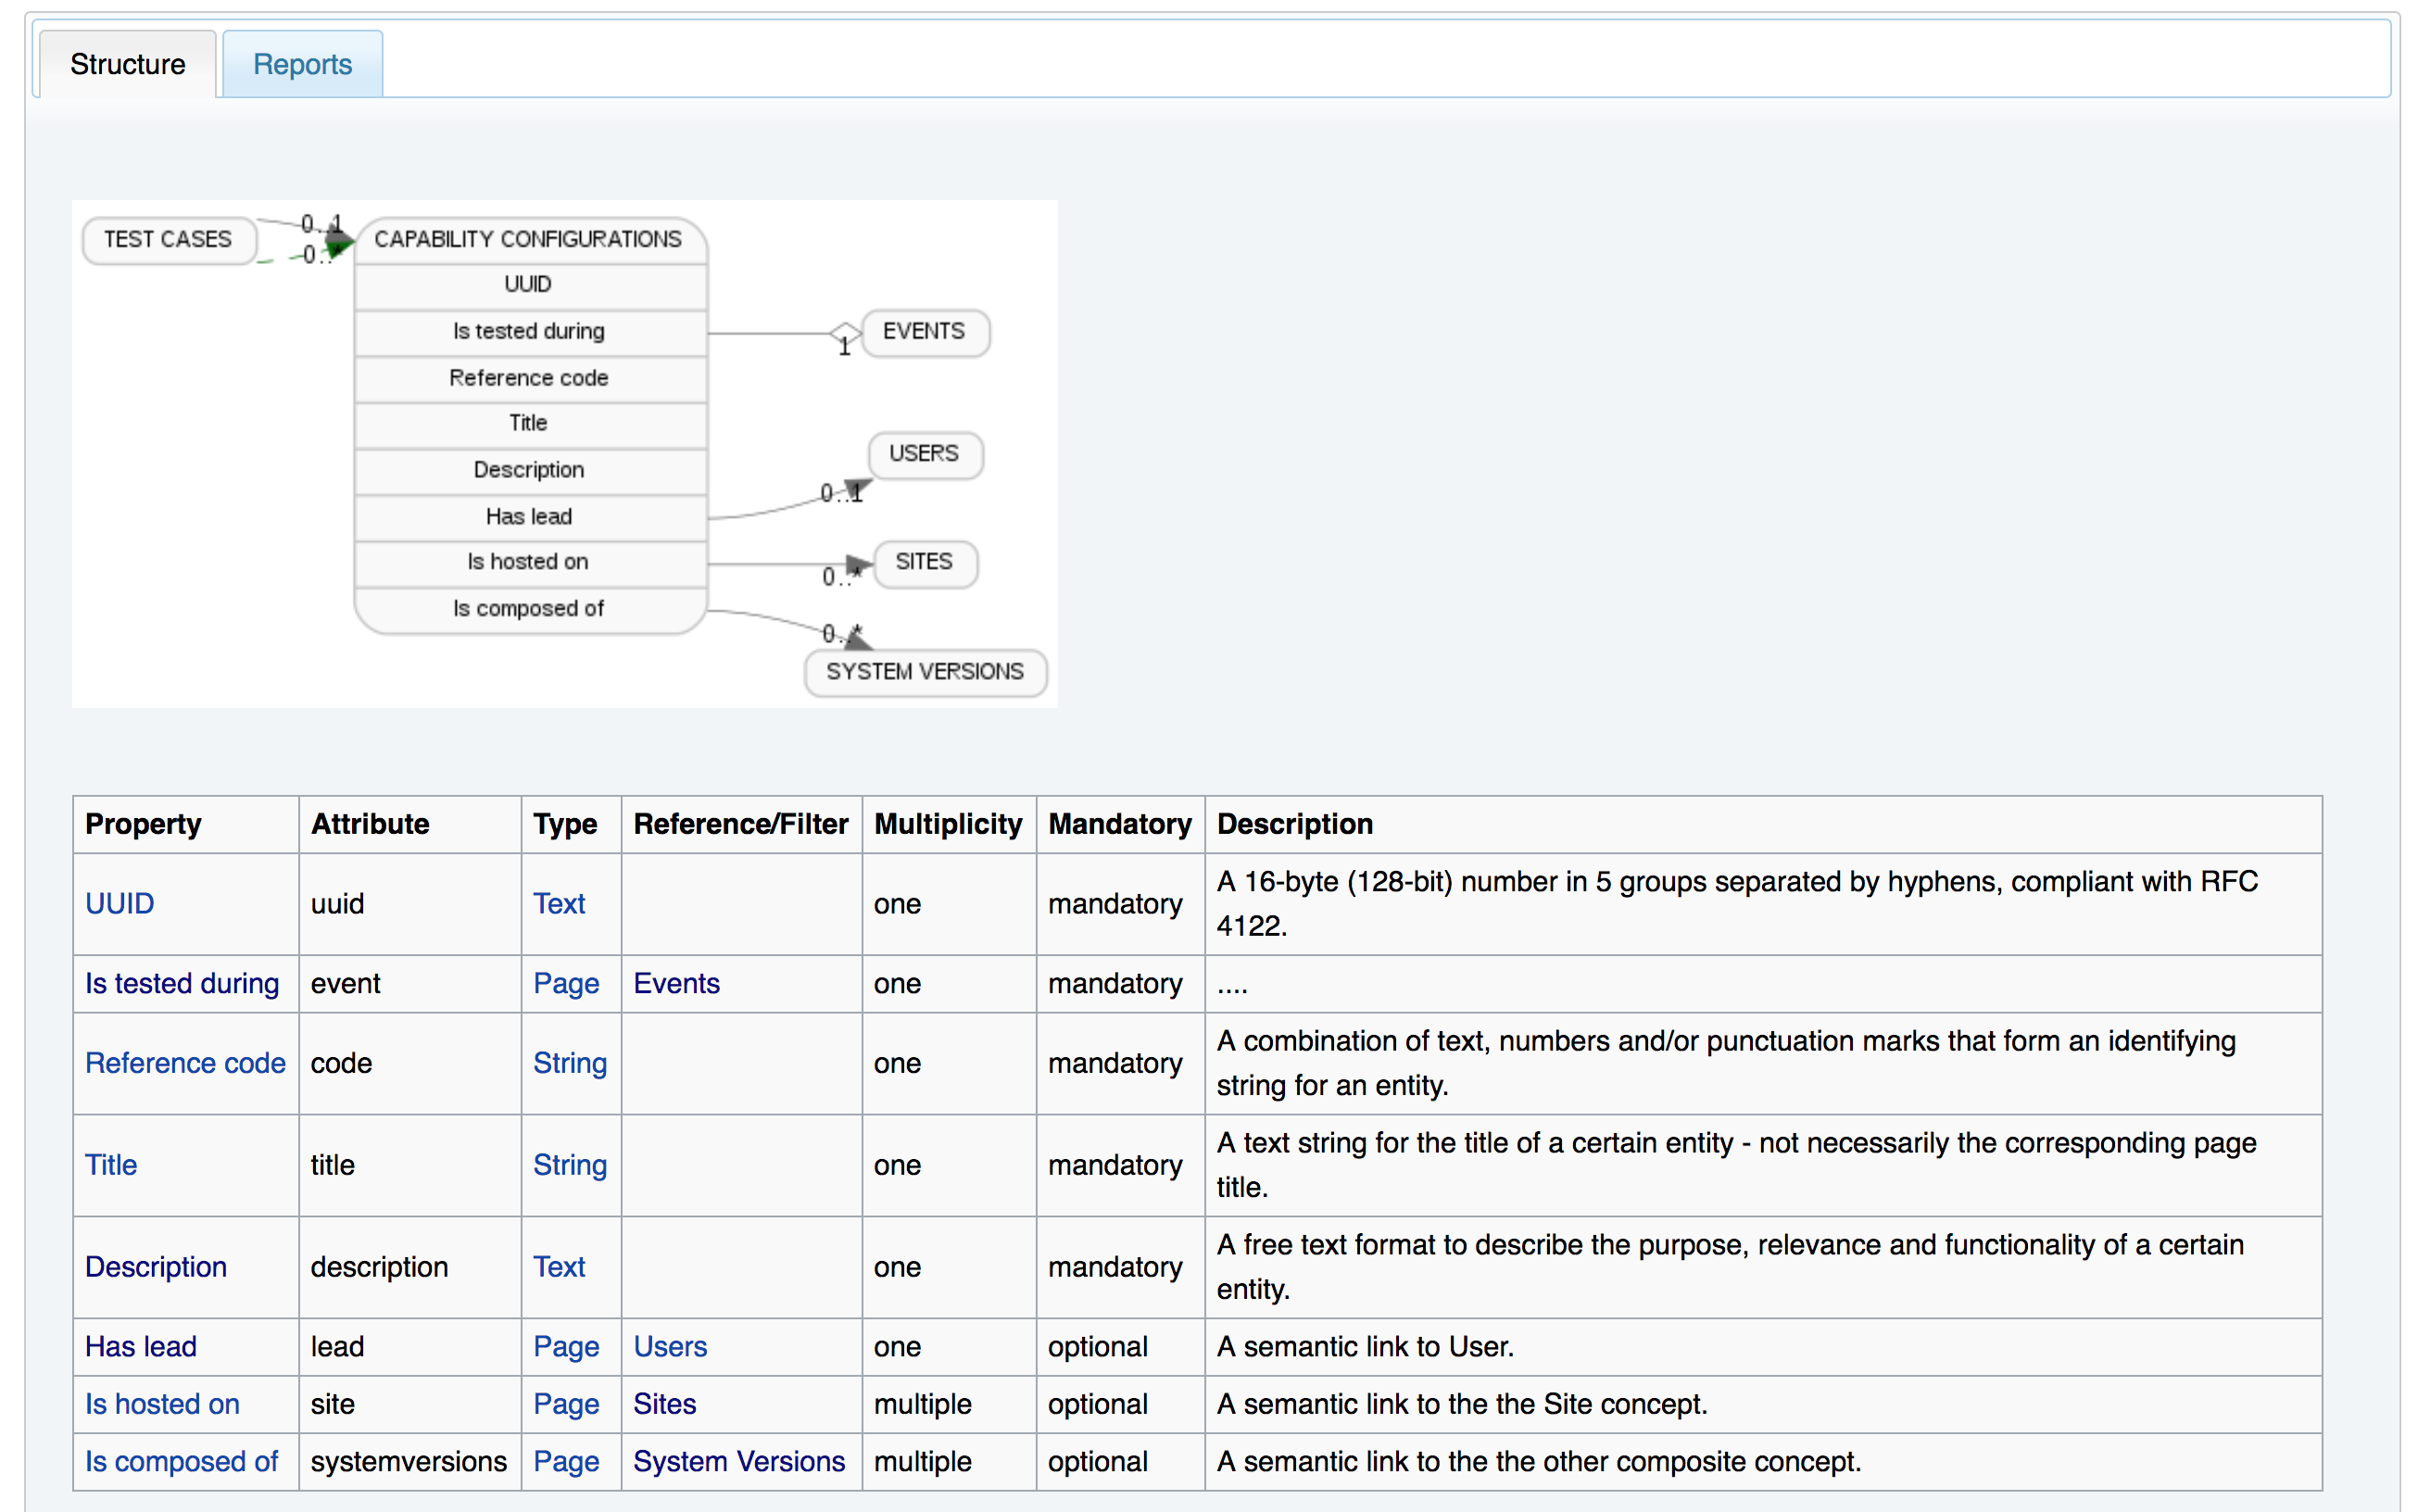 Structure Reports
TEST CASES 0..1 CAPABILITY CONFIGURATIONS
0..*
UUID
Is tested during 1 EVENTS
Reference code
Title
Description USERS
Has lead 0..1
Is hosted on 0..* SITES
Is composed of 0..*
SYSTEM VERSIONS
Property Attribute Type Reference/Filter Multiplicity Mandatory Description
UUID uuid Text one mandatory A 16-byte (128-bit) number in 5 groups separated by hyphens, compliant with RFC
4122.
Is tested during event Page Events one mandatory ....
Reference code code String one mandatory A combination of text, numbers and/or punctuation marks that form an identifying
string for an entity.
Title title String one mandatory A text string for the title of a certain entity - not necessarily the corresponding page
title.
Description description Text one mandatory A free text format to describe the purpose, relevance and functionality of a certain
entity.
Has lead lead Page Users one optional A semantic link to User.
Is hosted on site Page Sites multiple optional A semantic link to the the Site concept.
Is composed of systemversions Page System Versions multiple optional A semantic link to the the other composite concept.